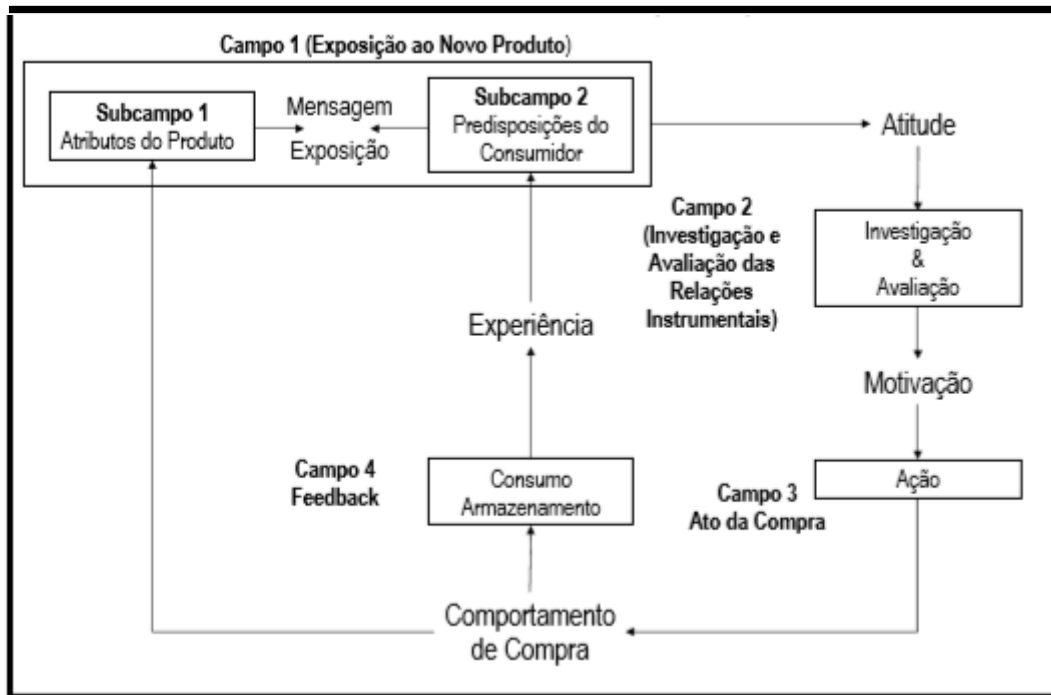 Campo 1 (Exposição ao Novo Produto)
Subcampo 1
Atributos do Produto
Mensagem
Exposição
Subcampo 2
Predisposições do
Consumidor
Atitude
Campo 2
(Investigação e
Avaliação das
Relações
Instrumentais)
Investigação
&
Avaliação
Experiência
Motivação
Campo 4
Feedback
Consumo
Armazenamento
Campo 3
Ato da Compra
Ação
Comportamento
de Compra